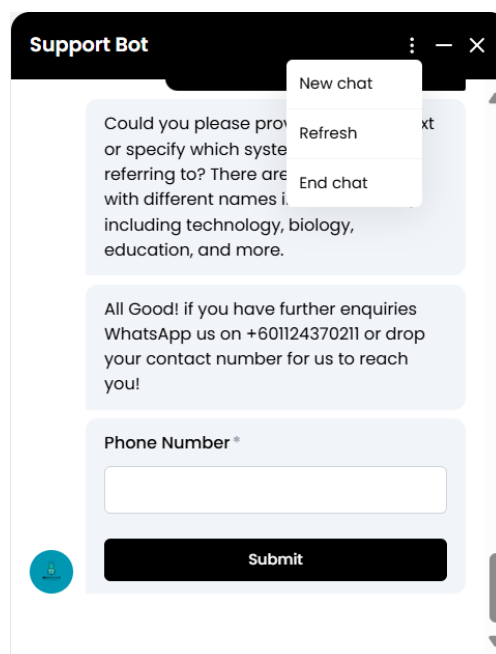 Support Bot
New chat
Refresh
End chat
Could you please xt
or specify which
referring to? There are
with different names
including technology, biology,
education, and more.
All Good! if you have further enquiries
WhatsApp us on +601124370211 or drop
your contact number for us to reach
you!
Phone Number *
Submit